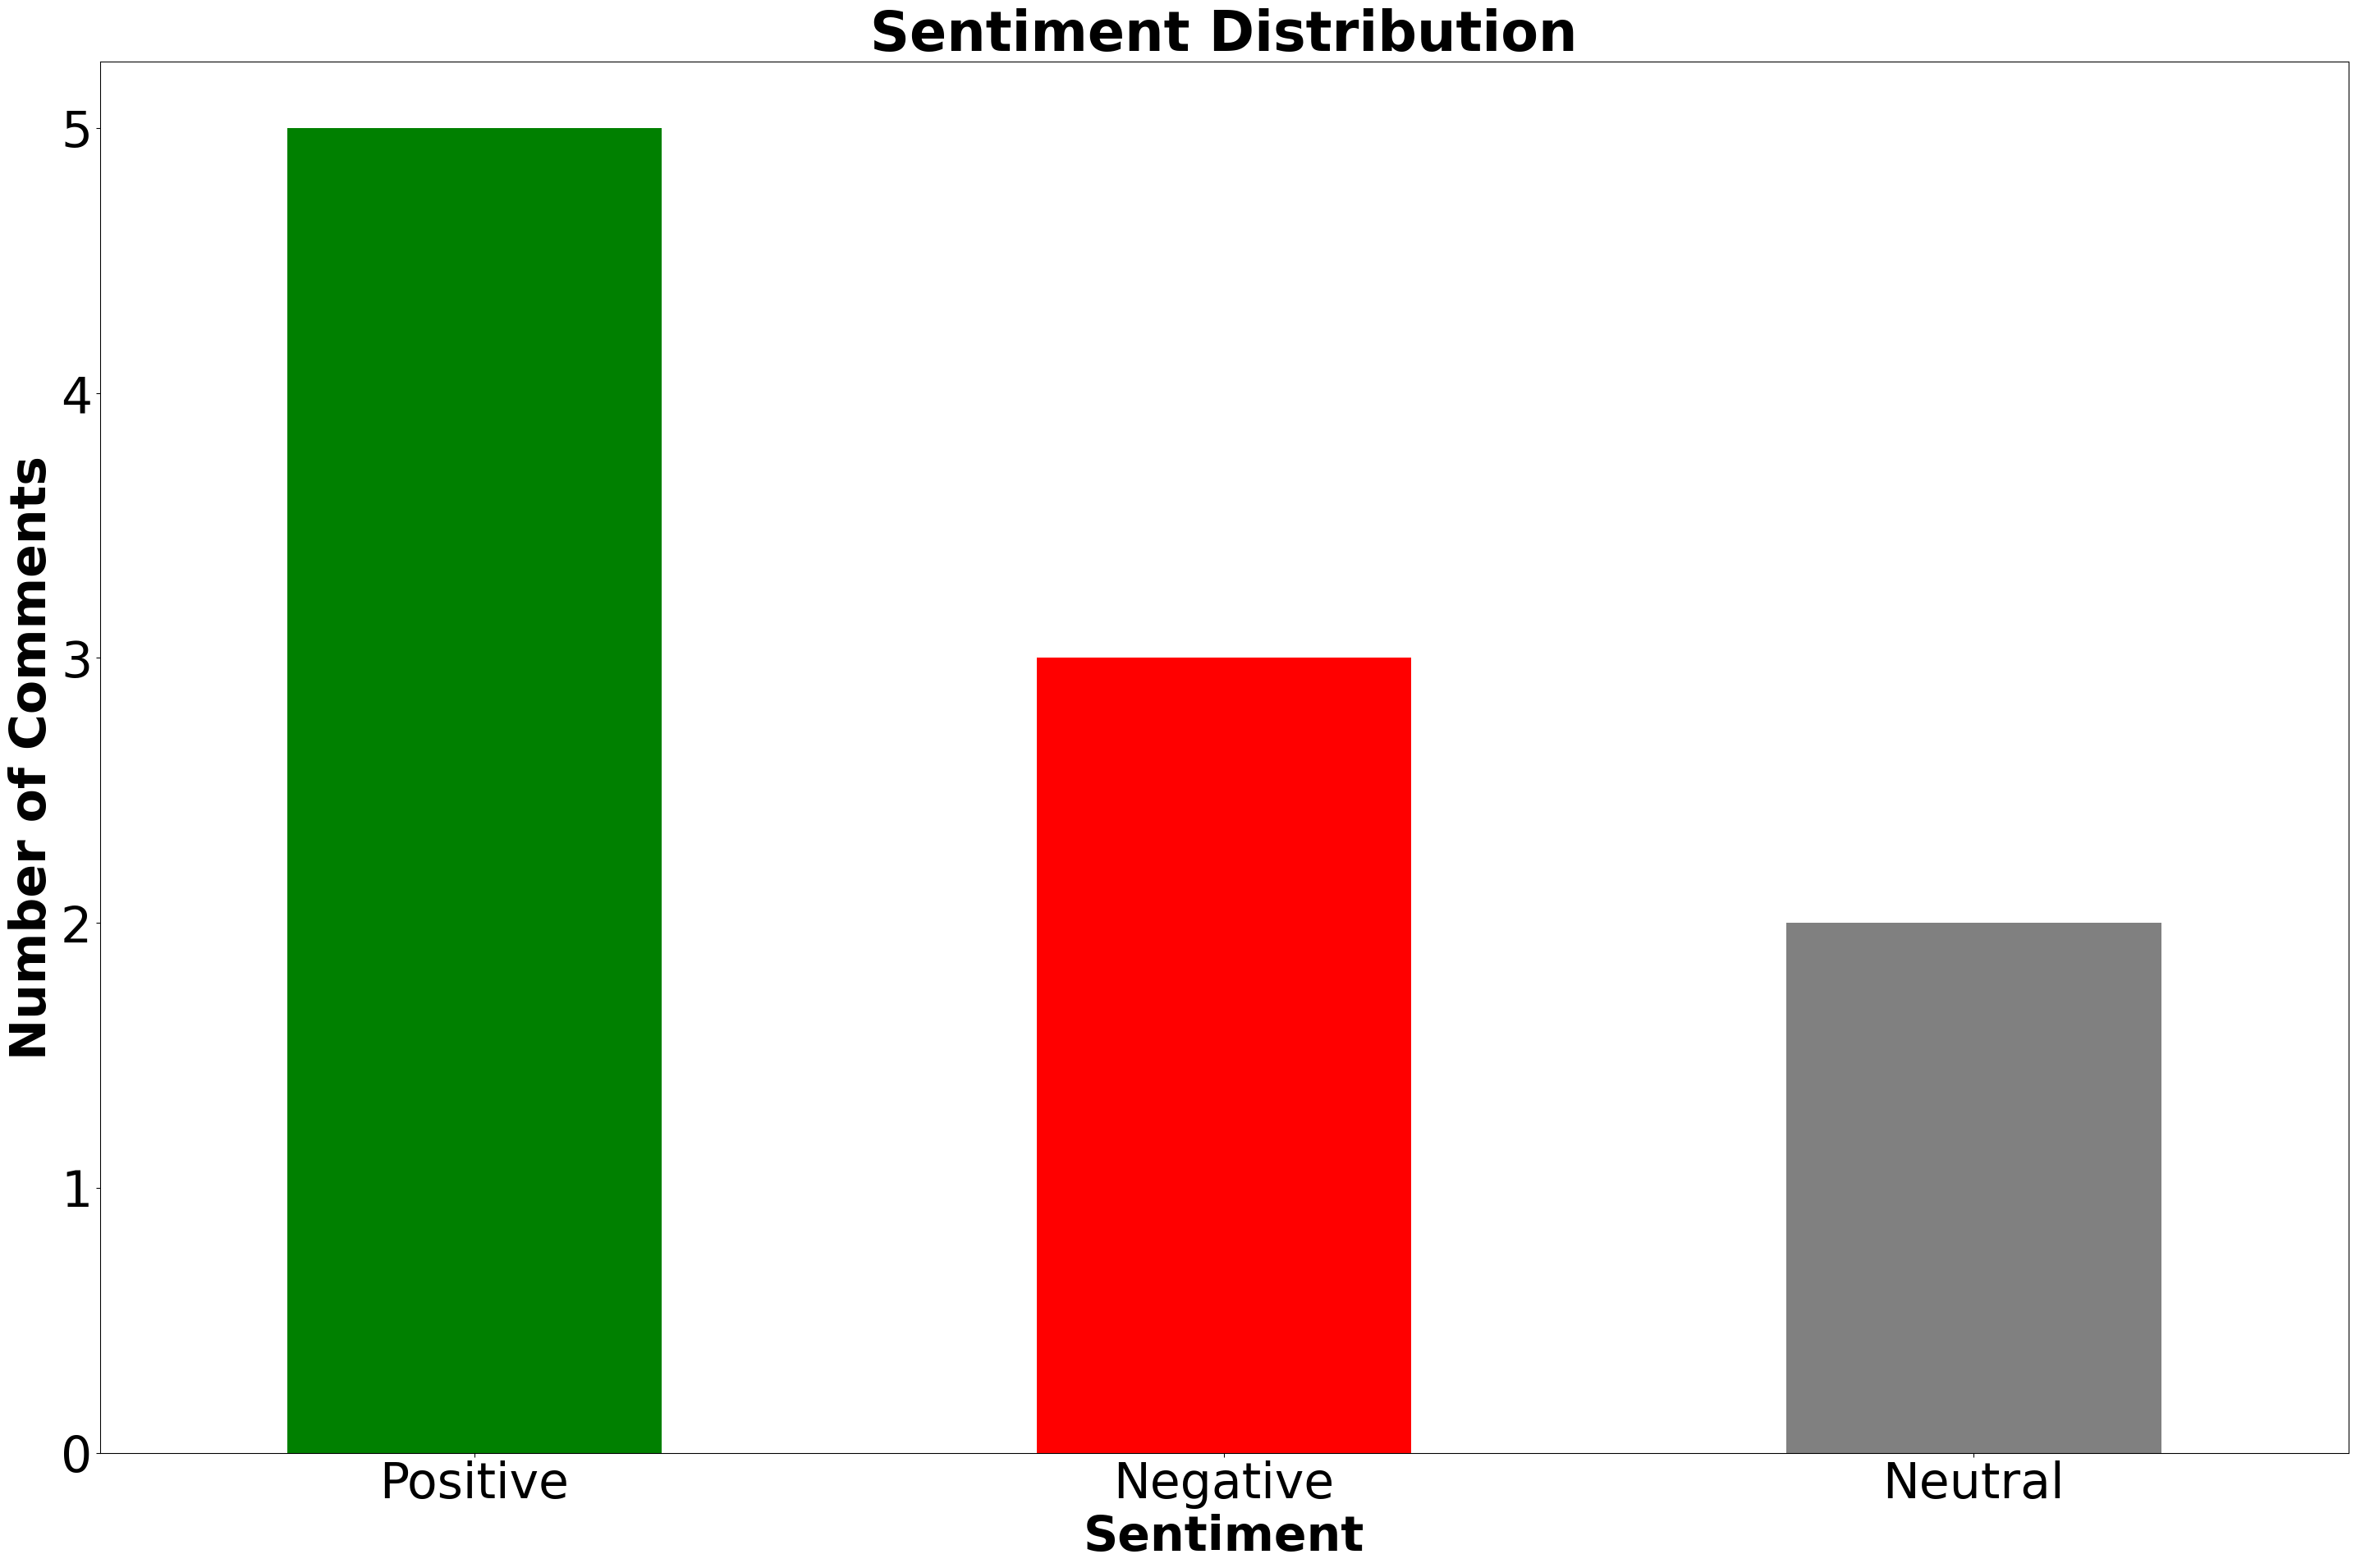 Sentiment Distribution
Number of Comments
5
4
3
2
1
0
Positive
Negative
Neutral
Sentiment